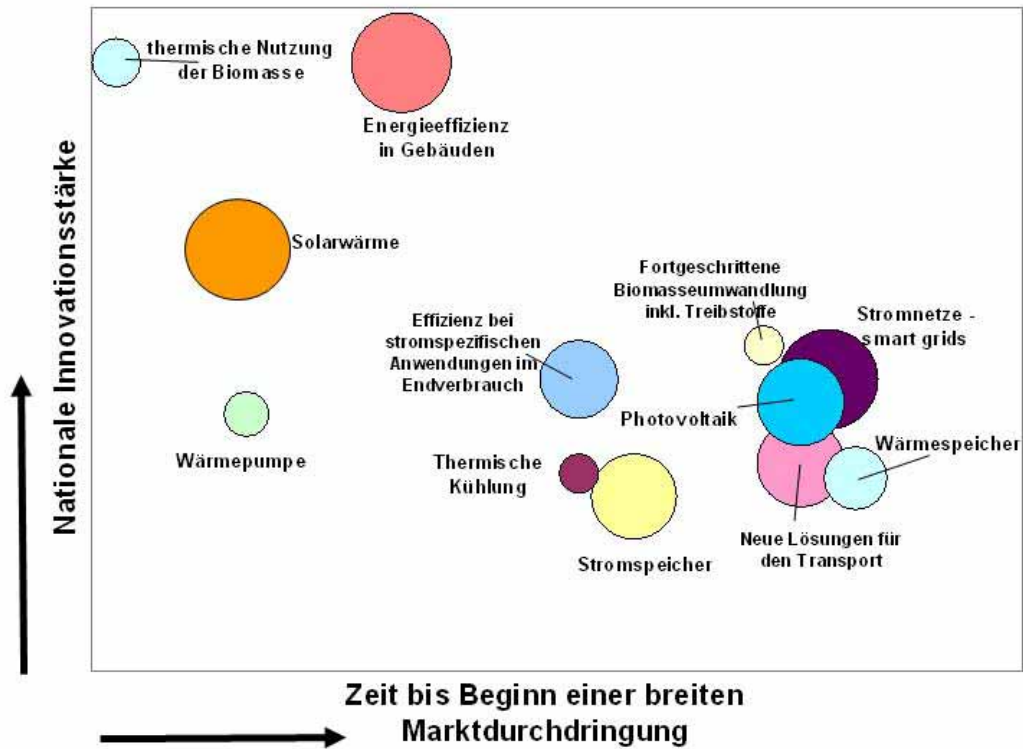 thermische Nutzung
der Biomasse
Energieeffizienz
in Gebäuden
Solarwärme
Fortgeschrittene
Biomasseumwandlung
inkl. Treibstoffe
Stromnetze -
smart grids
Effizienz bei
stromspezifischen
Anwendungen im
Endverbrauch
Photovoltaik
Wärmespeicher
Wärmepumpe
Thermische
Kühlung
Neue Lösungen für
den Transport
Stromspeicher
Nationale Innovationsstärke
Zeit bis Beginn einer breiten
Marktdurchdringung